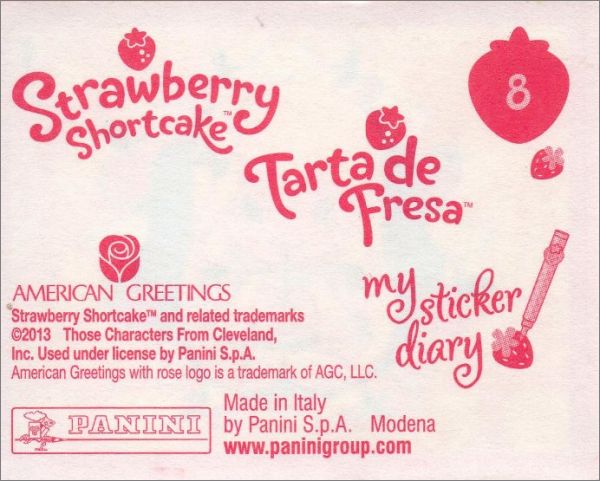 Strawberry
Shortcake™
8
Tarta de
Fresa™
AMERICAN GREETINGS
Strawberry Shortcake™ and related trademarks
©2013 Those Characters From Cleveland,
Inc. Used under license by Panini S.p.A.
American Greetings with rose logo is a trademark of AGC, LLC.
my
sticker
diary
PANINI
Made in Italy
by Panini S.p.A. Modena
www.paninigroup.com